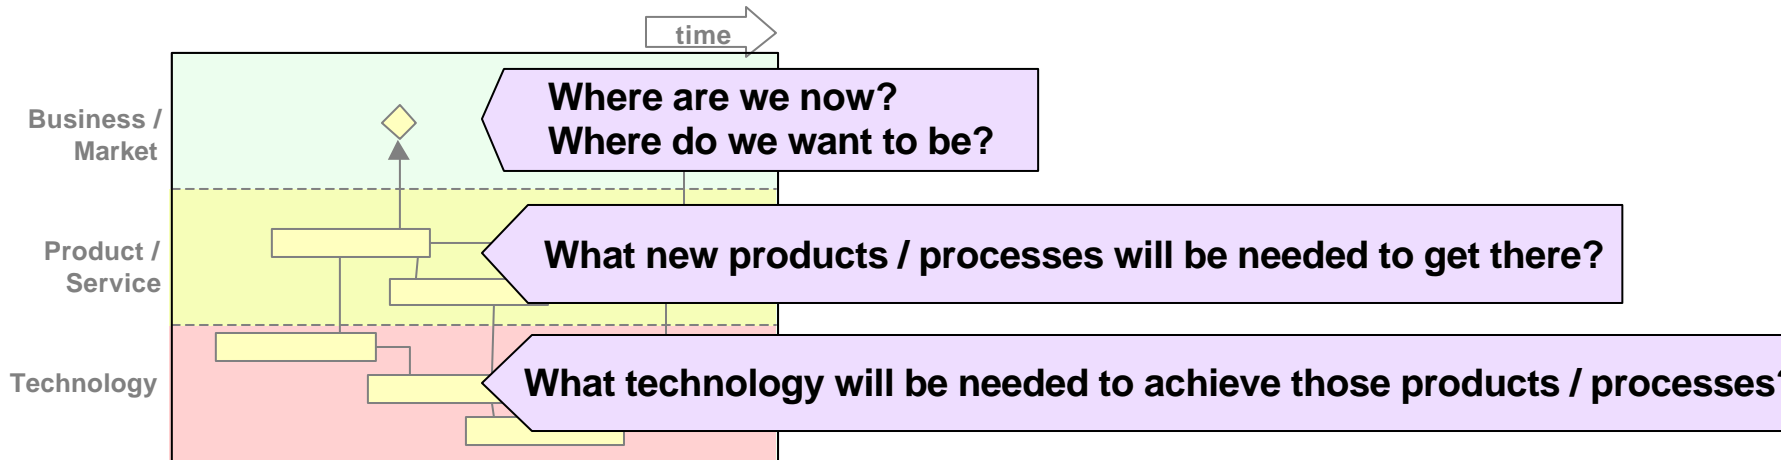 time
Where are we now?
Where do we want to be?
Business /
Market
What new products / processes will be needed to get there?
Product /
Service
What technology will be needed to achieve those products / processes?
Technology